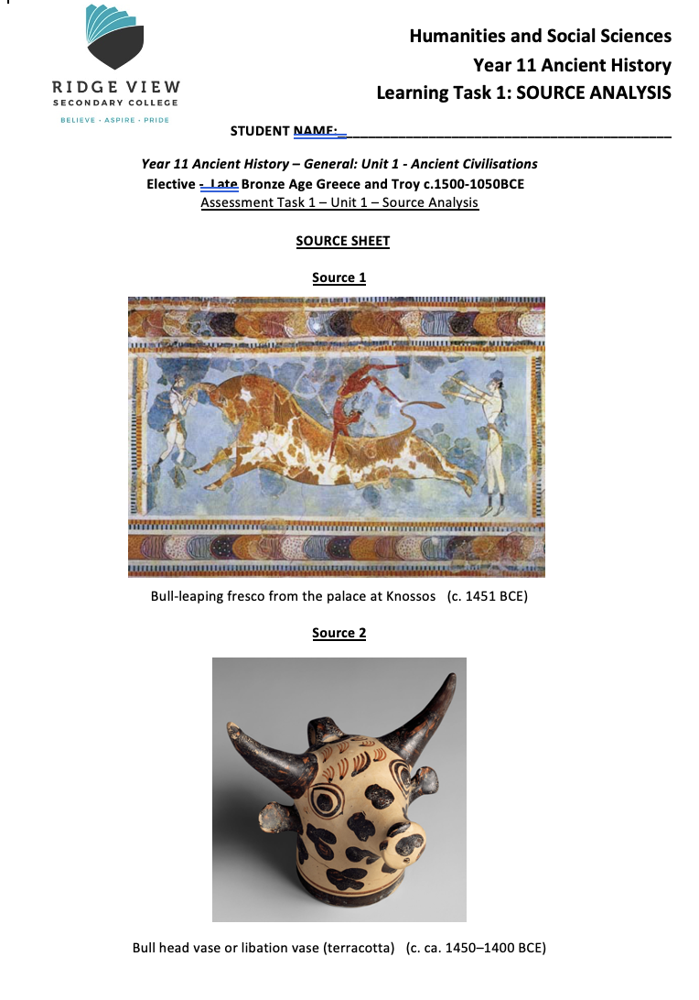 Humanities and Social Sciences
RIDGE VIEW
Year 11 Ancient History
SECONDARY COLLEGE
Learning Task 1: SOURCE ANALYSIS
BELIEVE • ASPIRE • PRIDE
STUDENT NAME:_______________________________________________
Year 11 Ancient History – General: Unit 1 - Ancient Civilisations
Elective - Late Bronze Age Greece and Troy c.1500-1050BCE
Assessment Task 1 – Unit 1 – Source Analysis
SOURCE SHEET
Source 1
Bull-leaping fresco from the palace at Knossos (c. 1451 BCE)
Source 2
Bull head vase or libation vase (terracotta) (c. ca. 1450–1400 BCE)